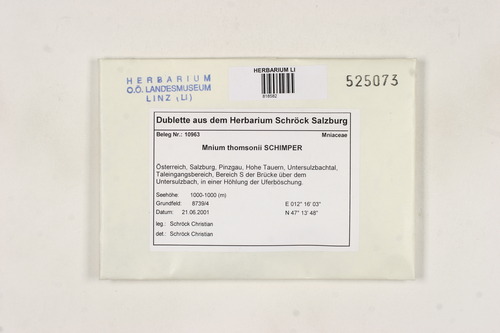 HERBARIUM
O.Ö. LANDESMUSEUM
LINZ (LI)
HERBARIUM LI
818582
525073
Dublette aus dem Herbarium Schröck Salzburg
Beleg Nr.: 10963 Mniaceae
Mnium thomsonii SCHIMPER
Österreich, Salzburg, Pinzgau, Hohe Tauern, Untersulzbachtal,
Taleingangsbereich, Bereich S der Brücke über dem
Untersulzbach, in einer Höhlung der Uferböschung.
Seehöhe: 1000-1000 (m)
Grundfeld: 8739/4 E 012° 16' 03"
Datum: 21.06.2001 N 47° 13' 48"
leg.: Schröck Christian
det.: Schröck Christian